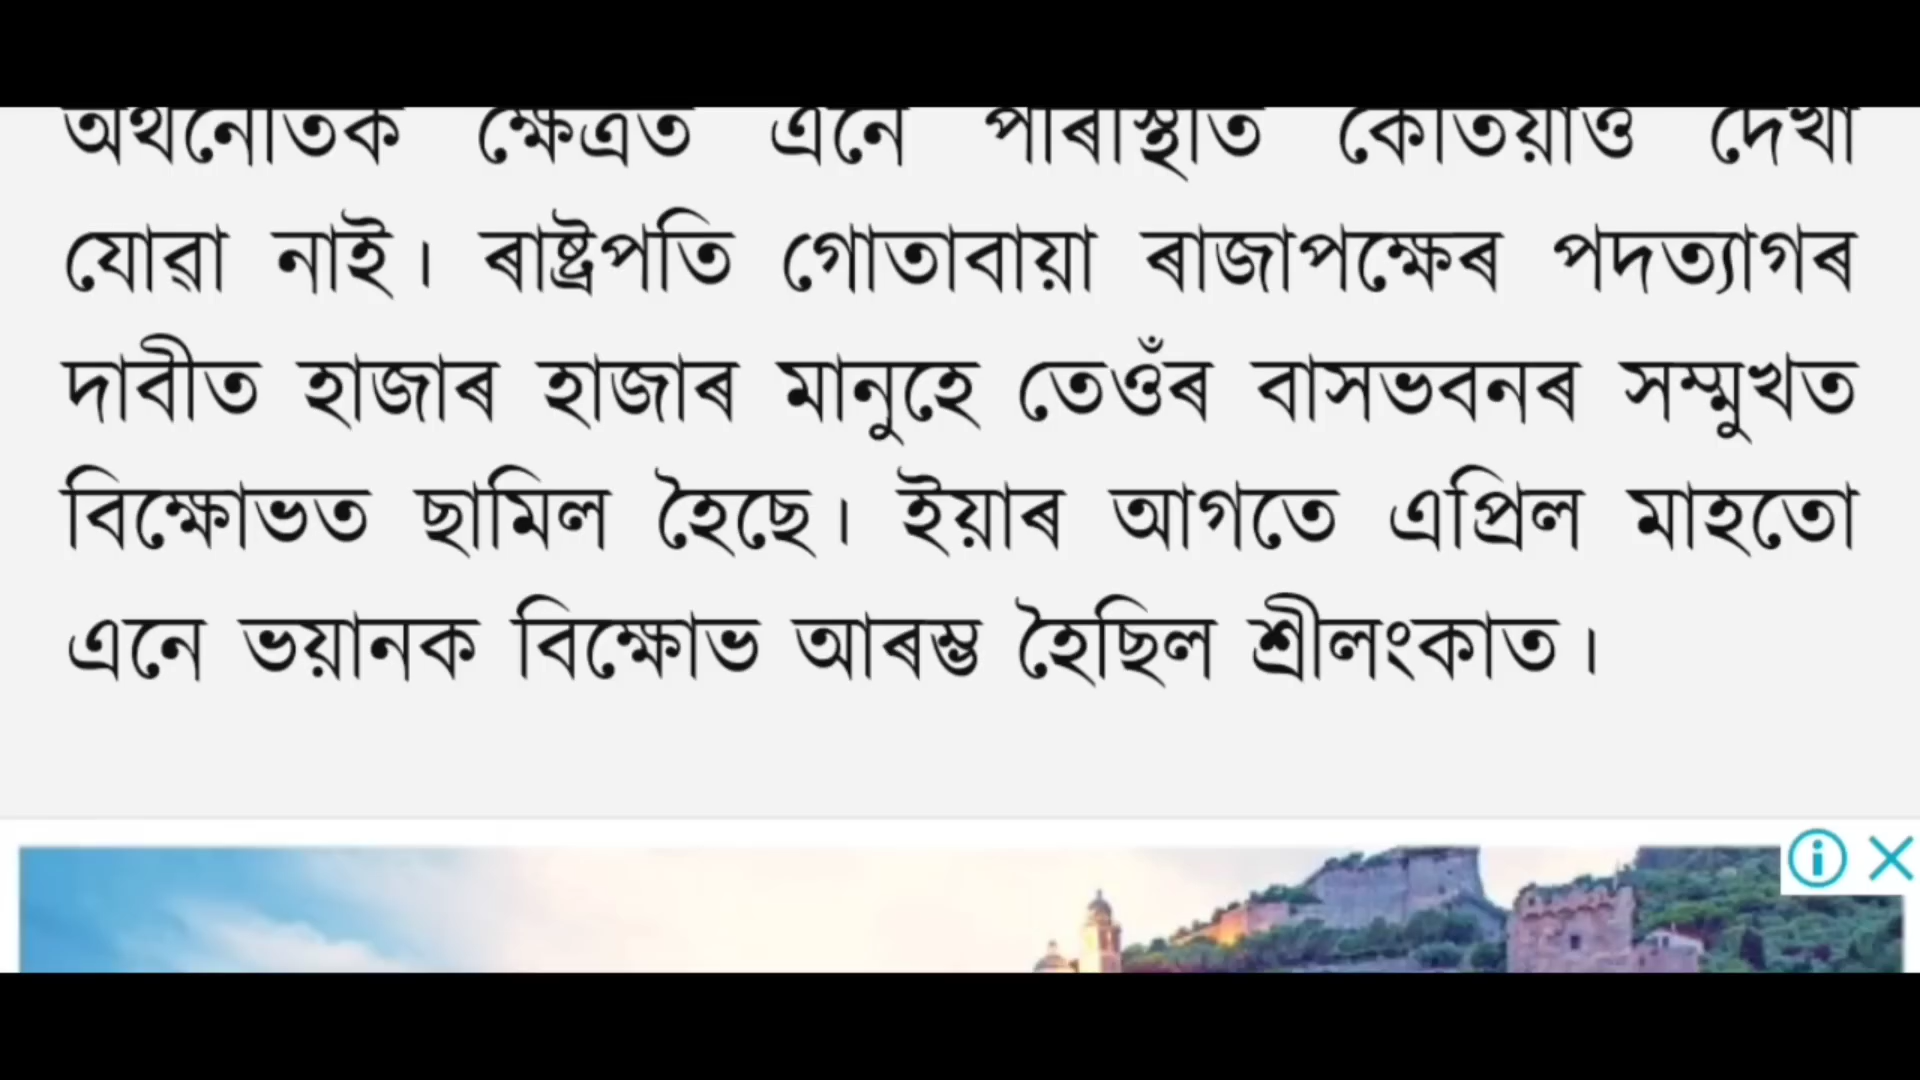 অৰ্থনৈতিক ক্ষেত্ৰত এনে পৰিস্থিতি কেতিয়াও দেখা
যোৱা নাই। ৰাষ্ট্ৰপতি গোতাবায়া ৰাজাপক্ষেৰ পদত্যাগৰ
দাবীত হাজাৰ হাজাৰ মানুহে তেওঁৰ বাসভবনৰ সম্মুখত
বিক্ষোভত ছামিল হৈছে। ইয়াৰ আগতে এপ্ৰিল মাহতো
এনে ভয়ানক বিক্ষোভ আৰম্ভ হৈছিল শ্ৰীলংকাত।